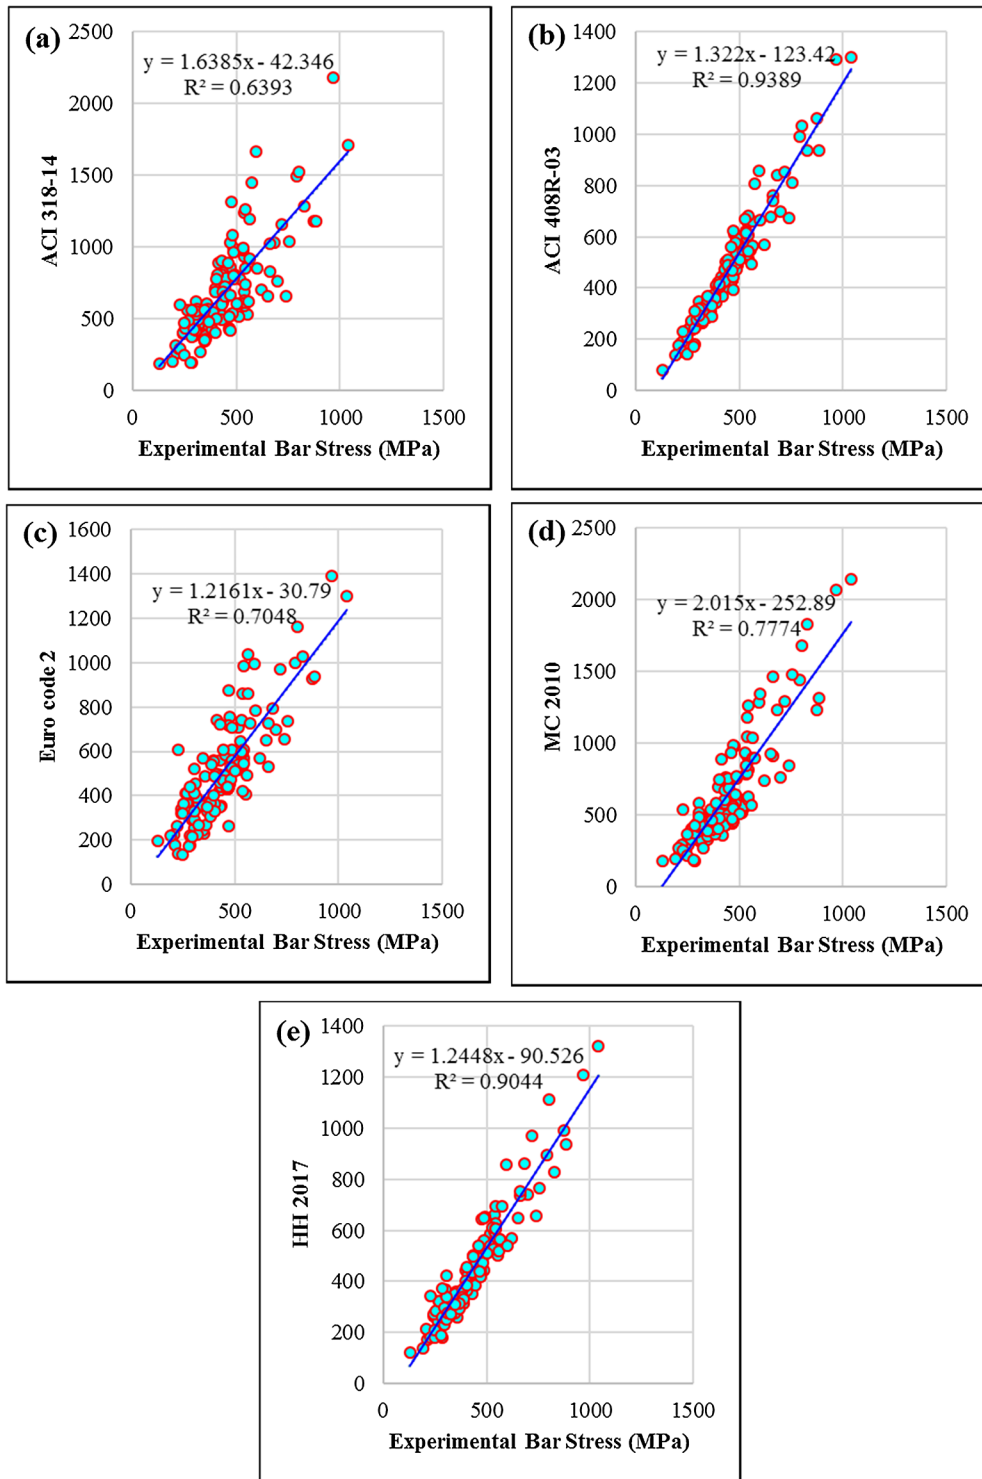 (a)
2500
2000
1500
1000
500
0
y = 1.6385x - 42.346
R² = 0.6393
ACI 318-14
0 500 1000 1500
Experimental Bar Stress (MPa)
(b)
1400
1200
1000
800
600
400
200
0
y = 1.322x - 123.42
R² = 0.9389
ACI 408R-03
0 500 1000 1500
Experimental Bar Stress (MPa)
(c)
1600
1400
1200
1000
800
600
400
200
0
y = 1.2161x - 30.79
R² = 0.7048
Euro code 2
0 500 1000 1500
Experimental Bar Stress (MPa)
(d)
2500
2000
1500
1000
500
0
y = 2.015x - 252.89
R² = 0.7774
MC 2010
0 500 1000 1500
Experimental Bar Stress (MPa)
(e)
1400
1200
1000
800
600
400
200
0
y = 1.2448x - 90.526
R² = 0.9044
HH 2017
0 500 1000 1500
Experimental Bar Stress (MPa)